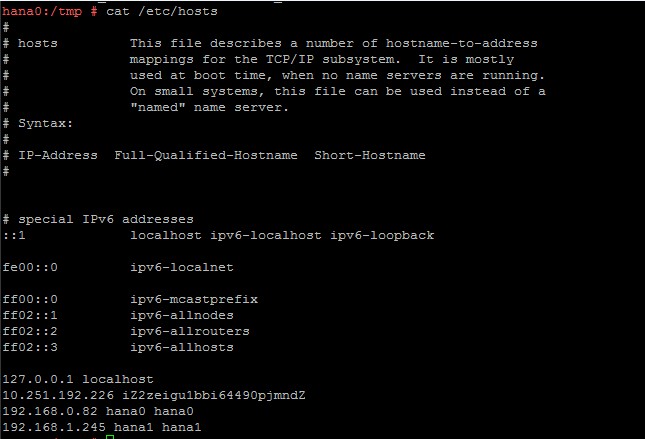 hana0:/tmp # cat /etc/hosts
#
# hosts         This file describes a number of hostname-to-address
#               mappings for the TCP/IP subsystem.  It is mostly
#               used at boot time, when no name servers are running.
#               On small systems, this file can be used instead of a
#               "named" name server.
# Syntax:
#
# IP-Address  Full-Qualified-Hostname  Short-Hostname
#
# special IPv6 addresses
::1             localhost ipv6-localhost ipv6-loopback
fe00::0         ipv6-localnet
ff00::0         ipv6-mcastprefix
ff02::1         ipv6-allnodes
ff02::2         ipv6-allrouters
ff02::3         ipv6-allhosts
127.0.0.1 localhost
10.251.192.226 iZ2zeigu1bbi64490pjmndZ
192.168.0.82 hana0 hana0
192.168.1.245 hana1 hana1